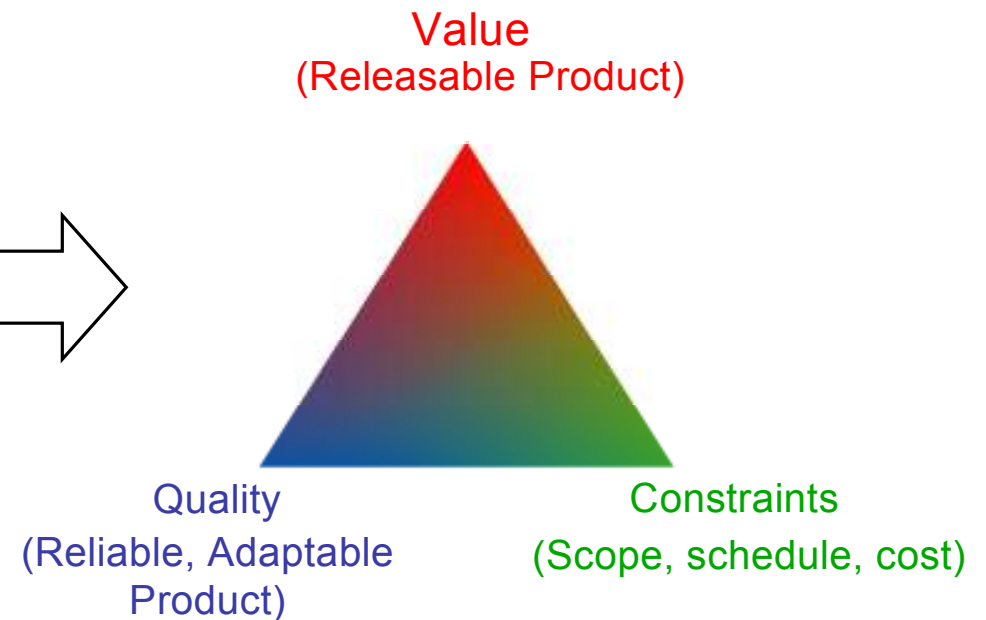 Value
(Releasable Product)
Quality
(Reliable, Adaptable
Product)
Constraints
(Scope, schedule, cost)